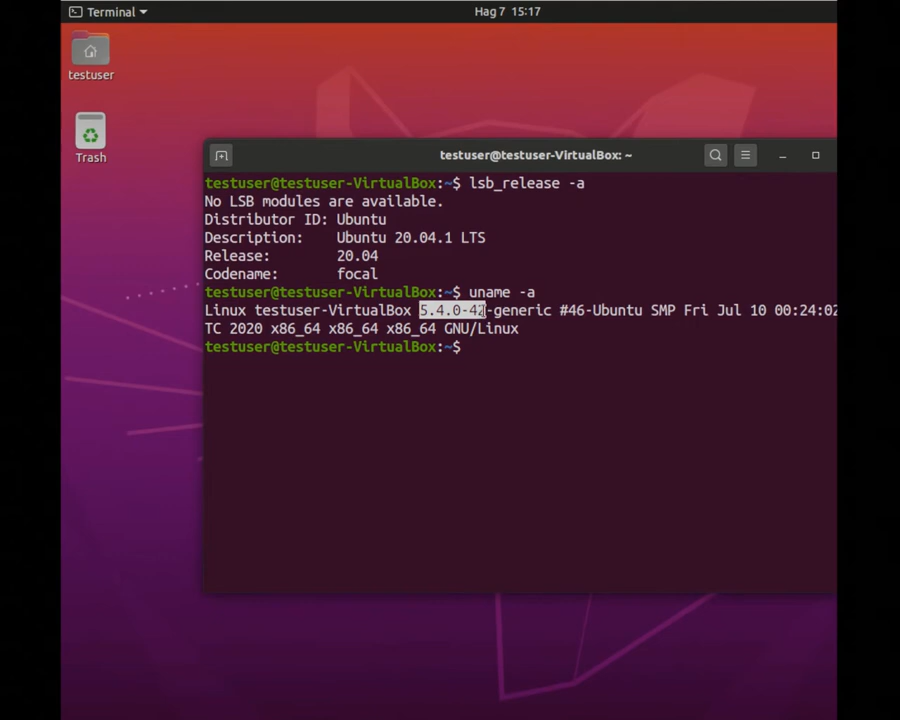 Terminal
Hag 7 15:17
testuser
Trash
testuser@testuser-VirtualBox: ~
testuser@testuser-VirtualBox:~$ lsb_release -a
No LSB modules are available.
Distributor ID: Ubuntu
Description: Ubuntu 20.04.1 LTS
Release: 20.04
Codename: focal
testuser@testuser-VirtualBox:~$ uname -a
Linux testuser-VirtualBox 5.4.0-42-generic #46-Ubuntu SMP Fri Jul 10 00:24:02
TC 2020 x86_64 x86_64 x86_64 GNU/Linux
testuser@testuser-VirtualBox:~$